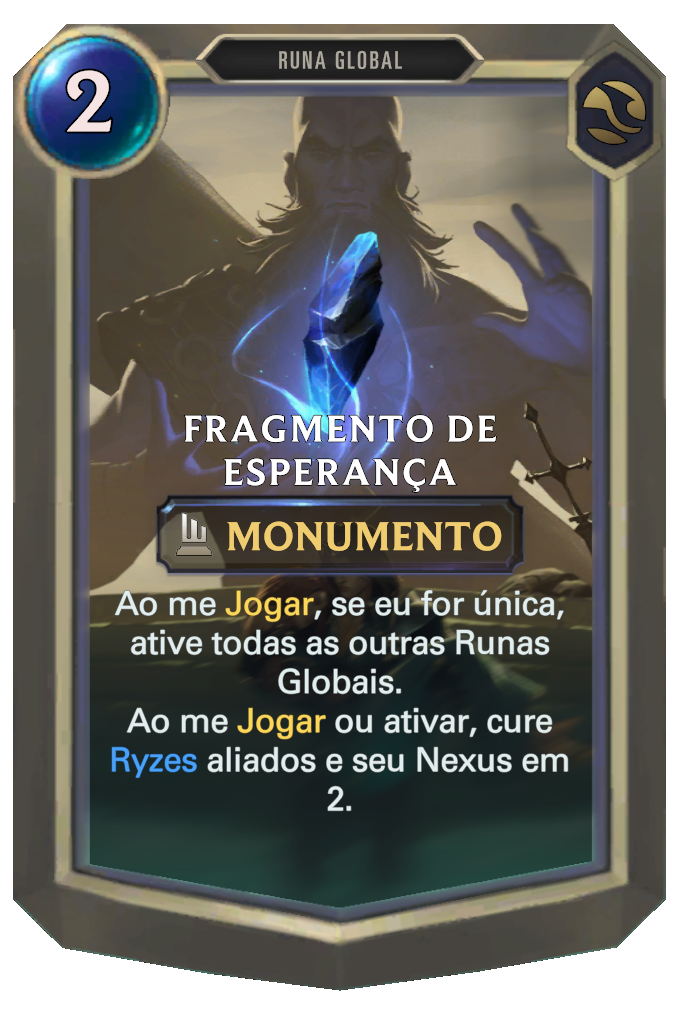 RUNA GLOBAL
2
FRAGMENTO DE
ESPERANÇA
MONUMENTO
Ao me Jogar, se eu for única,
ative todas as outras Runas
Globais.
Ao me Jogar ou ativar, cure
Ryzes aliados e seu Nexus em
2.